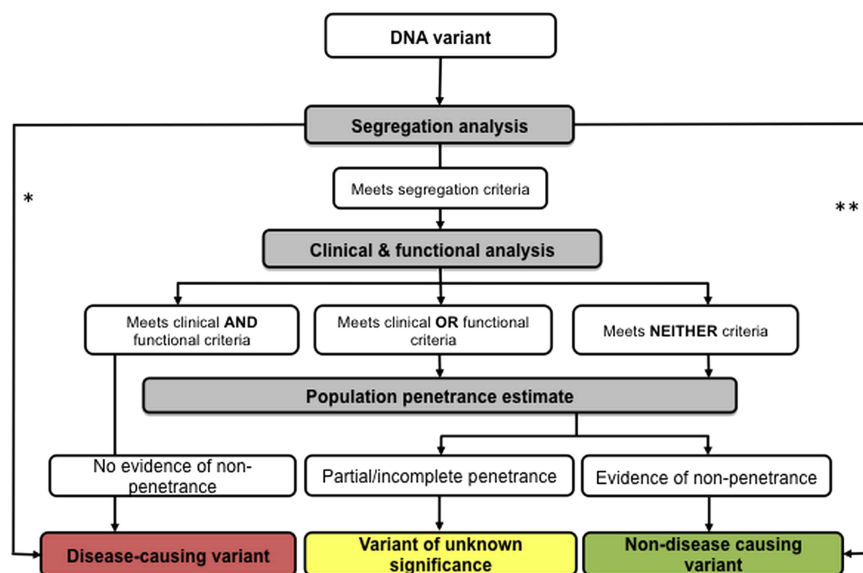 DNA variant
Segregation analysis
Meets segregation criteria
*
**
Clinical & functional analysis
Meets clinical AND
functional criteria
Meets clinical OR functional
criteria
Meets NEITHER criteria
Population penetrance estimate
No evidence of non-
penetrance
Partial/incomplete penetrance
Evidence of non-penetrance
Disease-causing variant
Variant of unknown
significance
Non-disease causing
variant